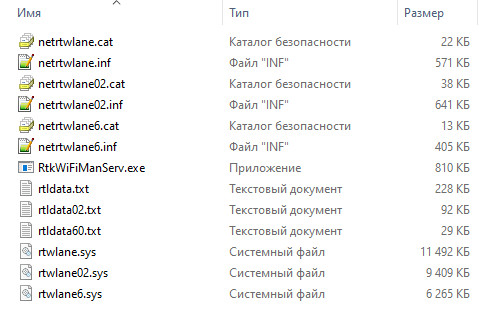 Имя Тип Размер
netrtwlane.cat Каталог безопасности 22 КБ
netrtwlane.inf Файл "INF" 571 КБ
netrtwlane02.cat Каталог безопасности 38 КБ
netrtwlane02.inf Файл "INF" 641 КБ
netrtwlane6.cat Каталог безопасности 13 КБ
netrtwlane6.inf Файл "INF" 405 КБ
RtkWiFiManServ.exe Приложение 810 КБ
rtldata.txt Текстовый документ 228 КБ
rtldata02.txt Текстовый документ 92 КБ
rtldata60.txt Текстовый документ 29 КБ
rtwlane.sys Системный файл 11 492 КБ
rtwlane02.sys Системный файл 9 409 КБ
rtwlane6.sys Системный файл 6 265 КБ